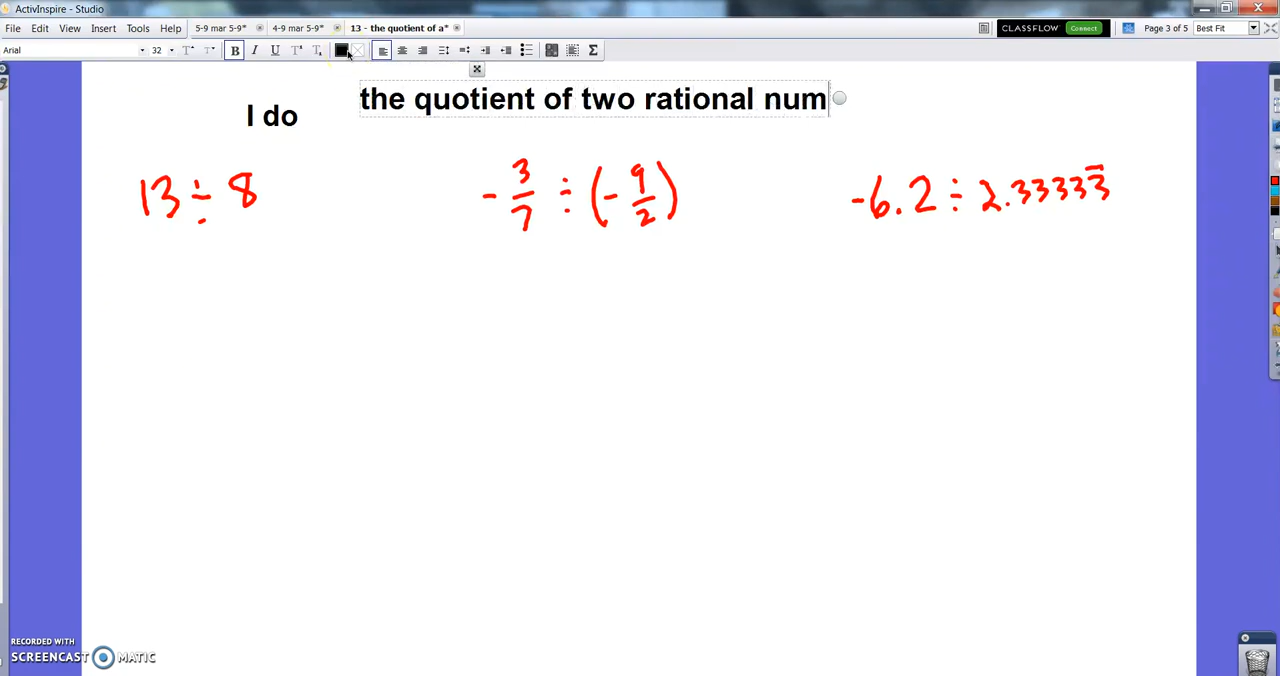 ActivInspire - Studio
File Edit View Insert Tools Help 5-9 mar 5-9* 4-9 mar 5-9* 13 - the quotient of a* CLASSFLOW Connect Page 3 of 5 Best Fit
Arial 32 T T B I U T T Σ
the quotient of two rational num
I do
13 ÷ 8
-3/7 ÷ (-9/2)
-6.2 ÷ 2.33333̅
RECORDED WITH
SCREENCAST MATIC